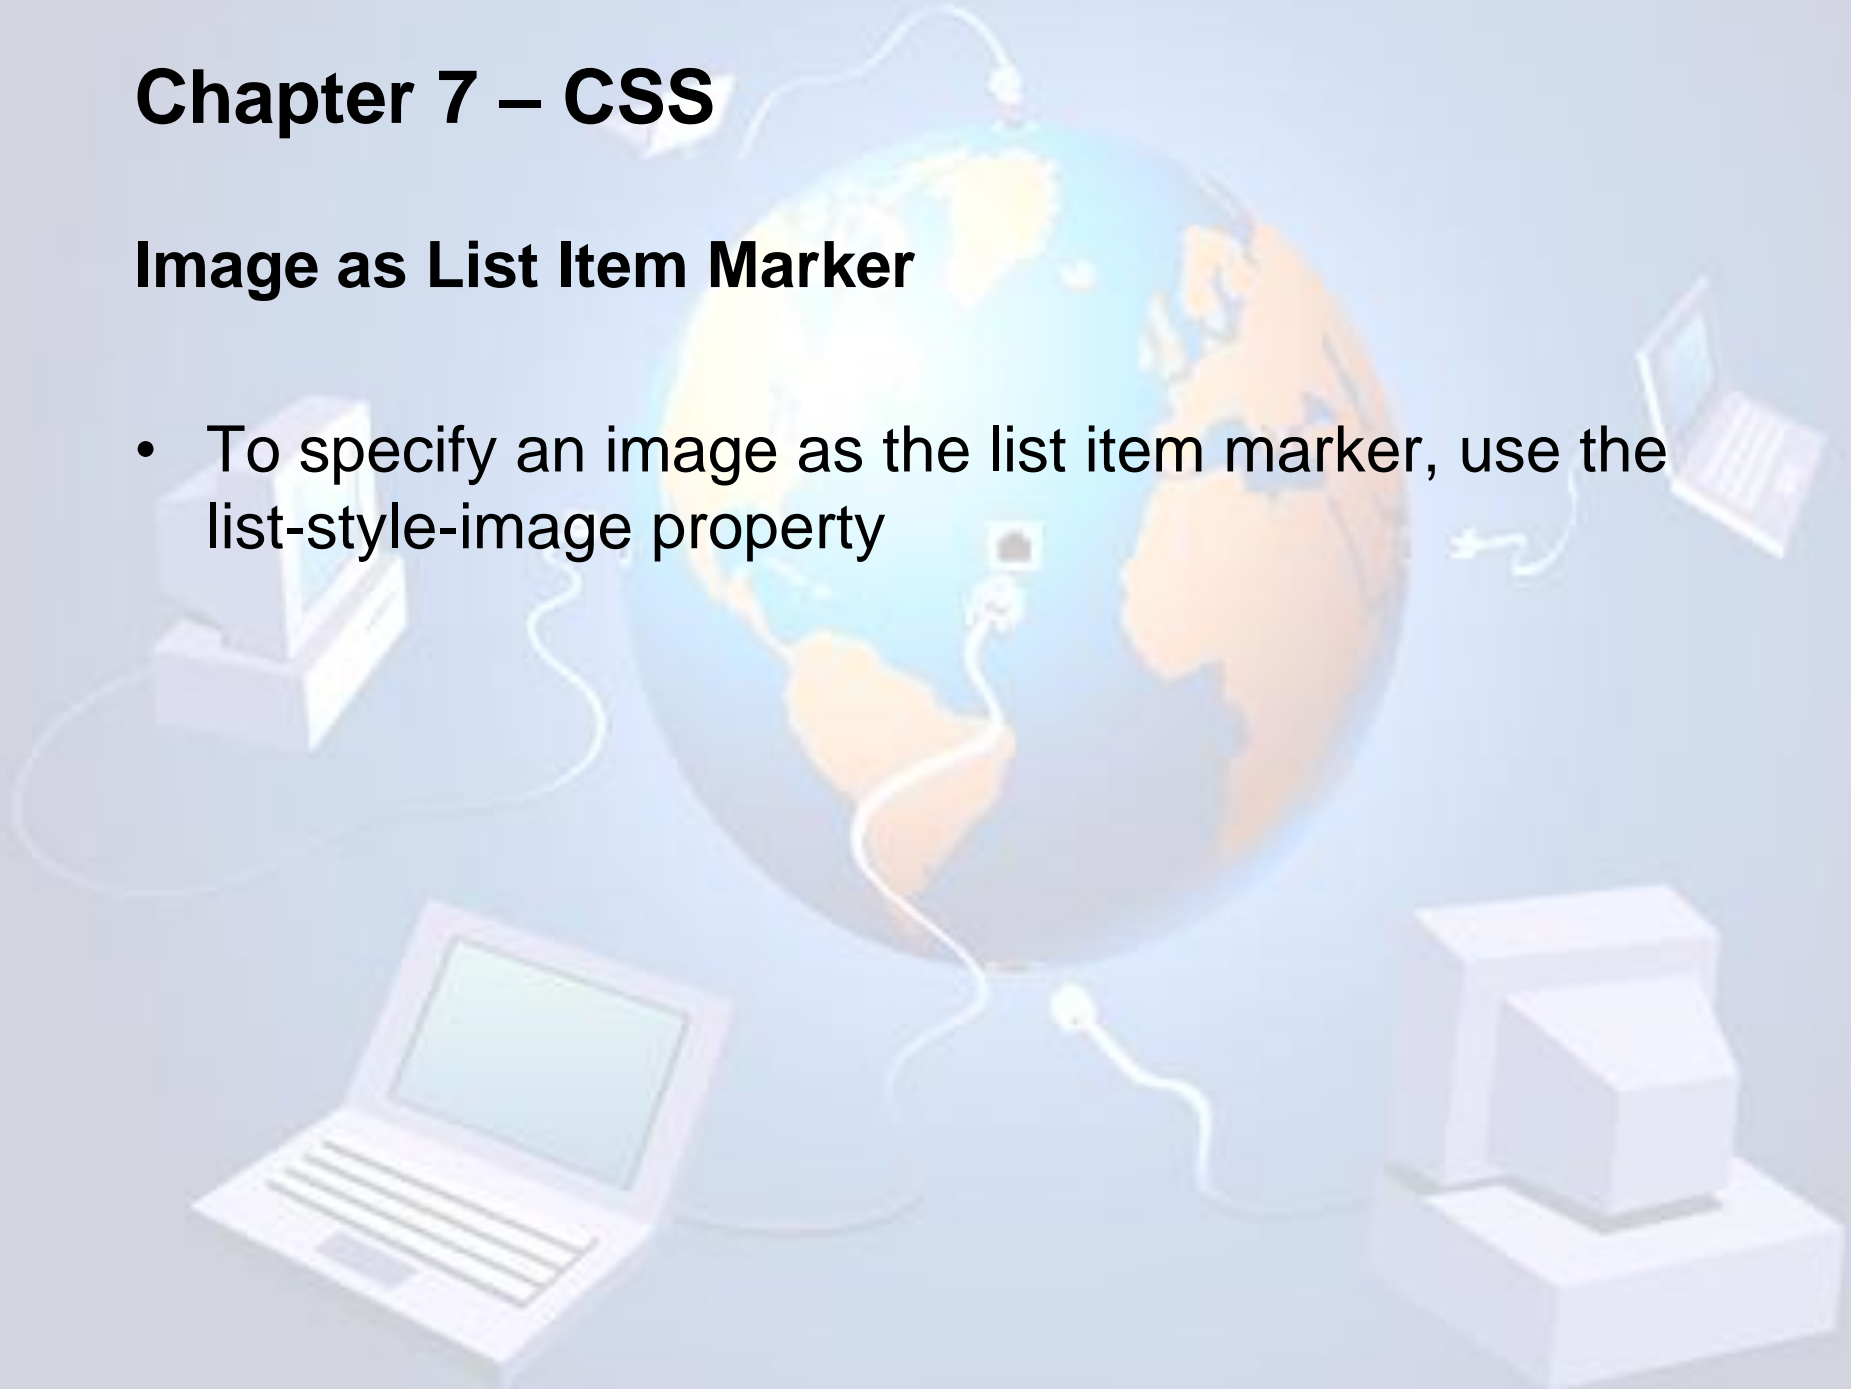 Chapter 7 – CSS
Image as List Item Marker
• To specify an image as the list item marker, use the
list-style-image property